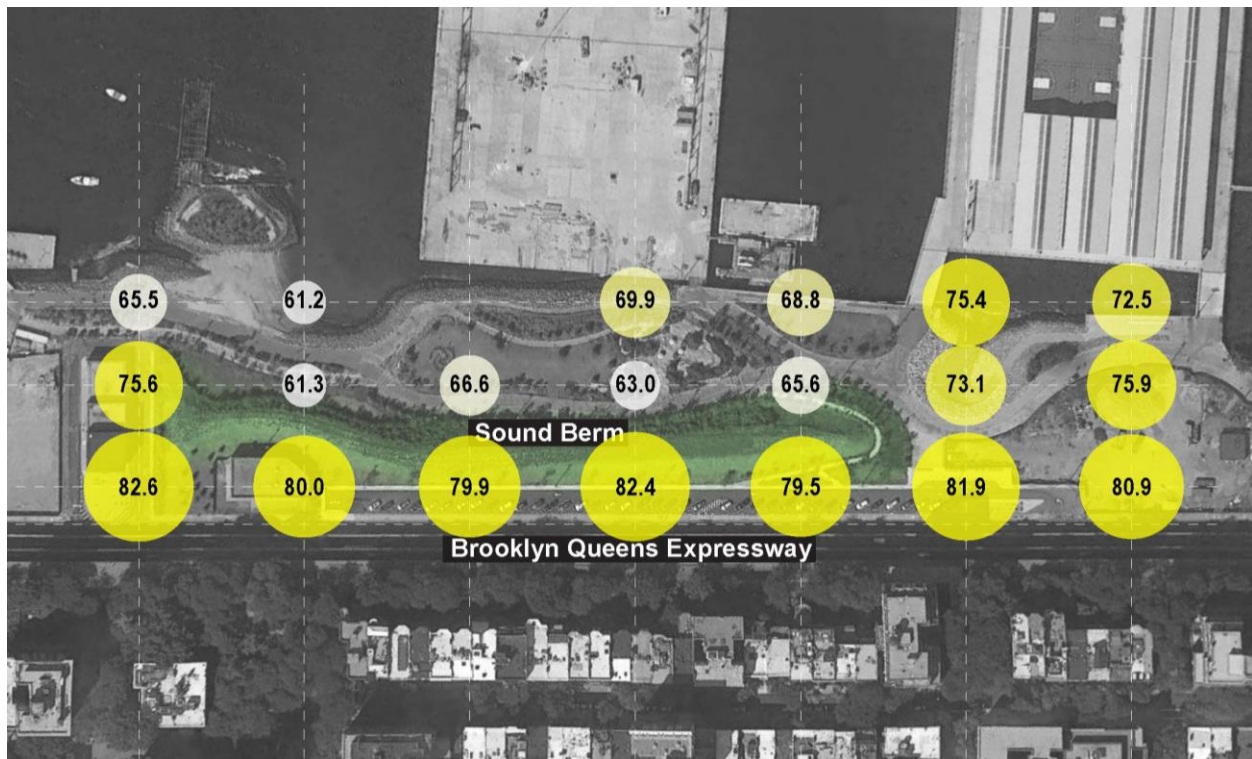 65.5 61.2 69.9 68.8 75.4 72.5
75.6 61.3 66.6 63.0 65.6 73.1 75.9
Sound Berm
82.6 80.0 79.9 82.4 79.5 81.9 80.9
Brooklyn Queens Expressway